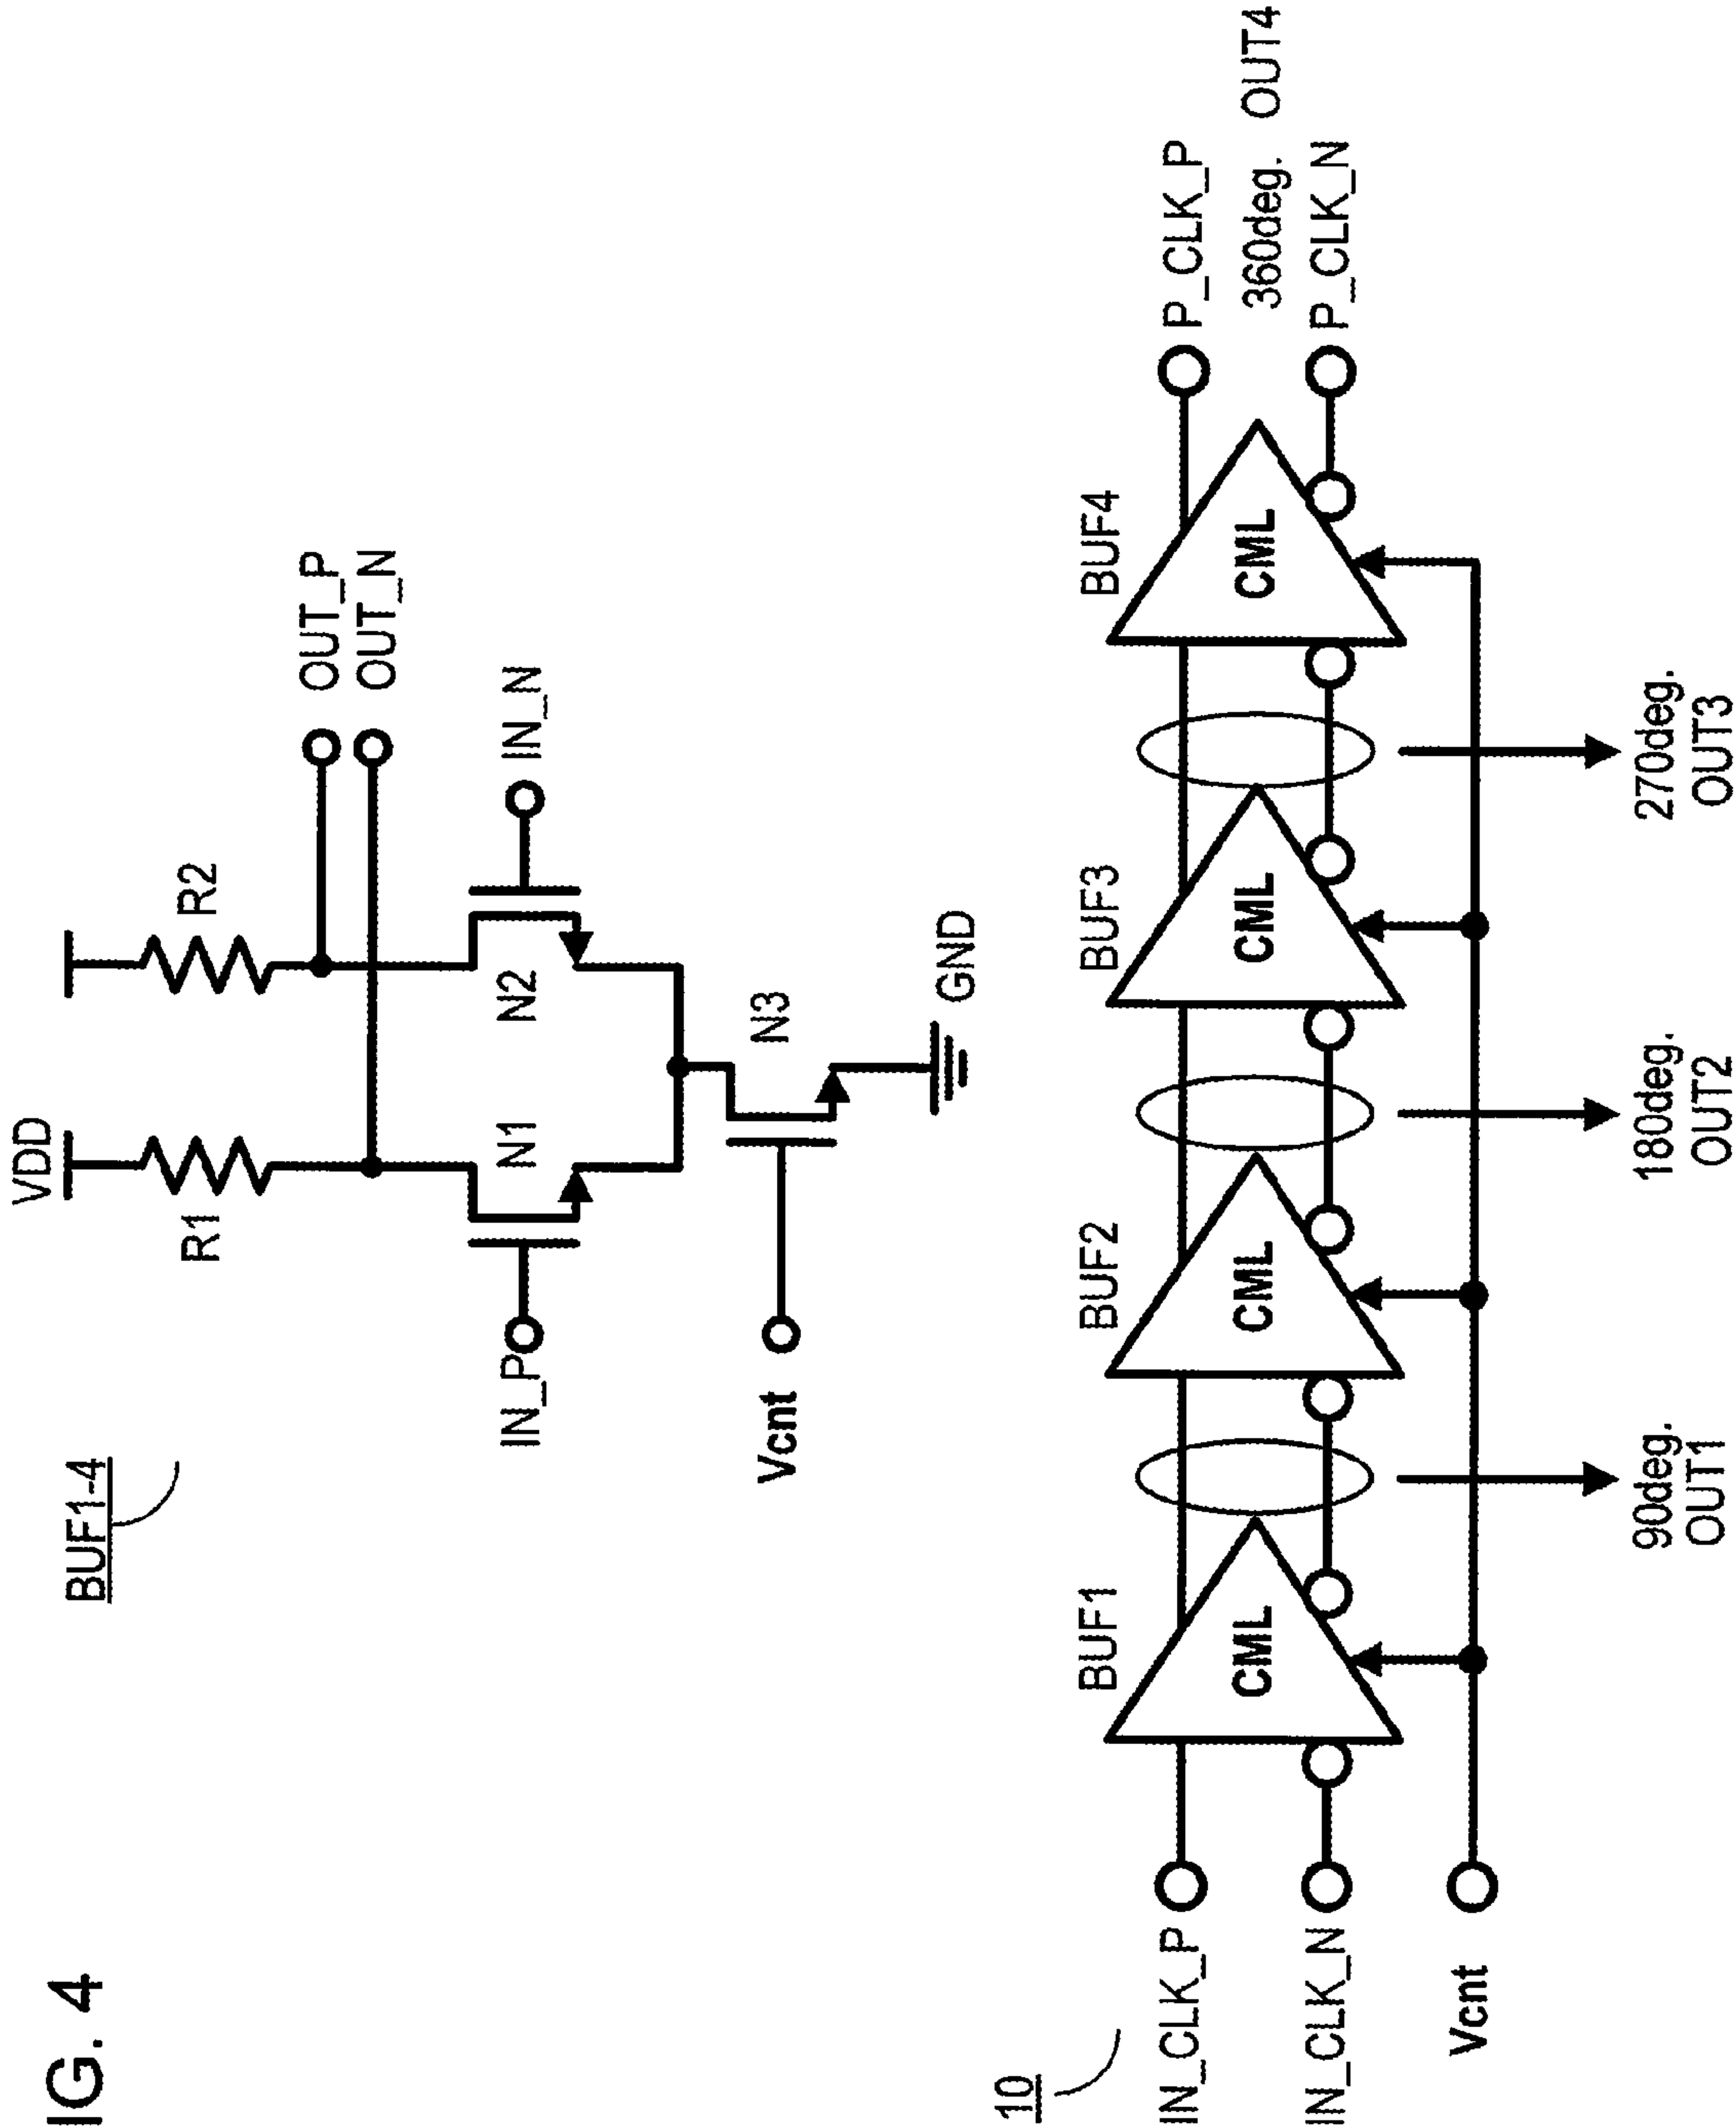 IG. 4
BUF1-4
VDD
R1
R2
OUT_P
OUT_N
N1
N2
IN_P
IN_N
N3
Vcnt
GND
10
BUF1
BUF2
BUF3
BUF4
IN_CLK_P
CML
CML
CML
CML
P_CLK_P
360deg. OUT4
IN_CLK_N
P_CLK_N
Vcnt
90deg.
OUT1
180deg.
OUT2
270deg.
OUT3